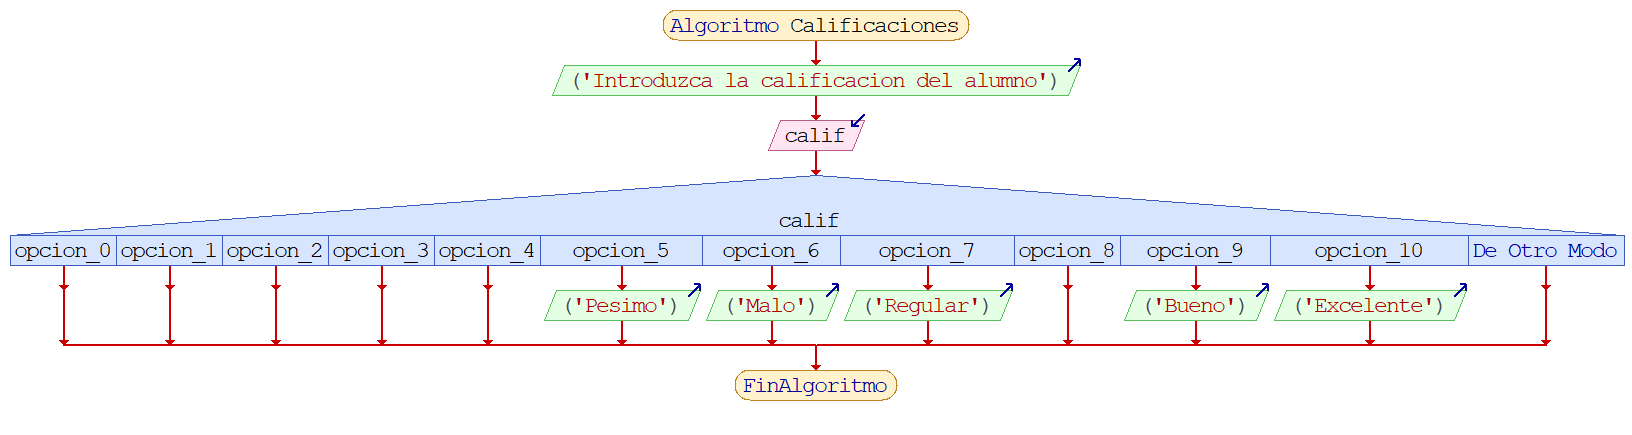 Algoritmo Calificaciones
('Introduzca la calificacion del alumno')
calif
calif
opcion_0 opcion_1 opcion_2 opcion_3 opcion_4 opcion_5 opcion_6 opcion_7 opcion_8 opcion_9 opcion_10 De Otro Modo
('Pesimo') ('Malo') ('Regular') ('Bueno') ('Excelente')
FinAlgoritmo